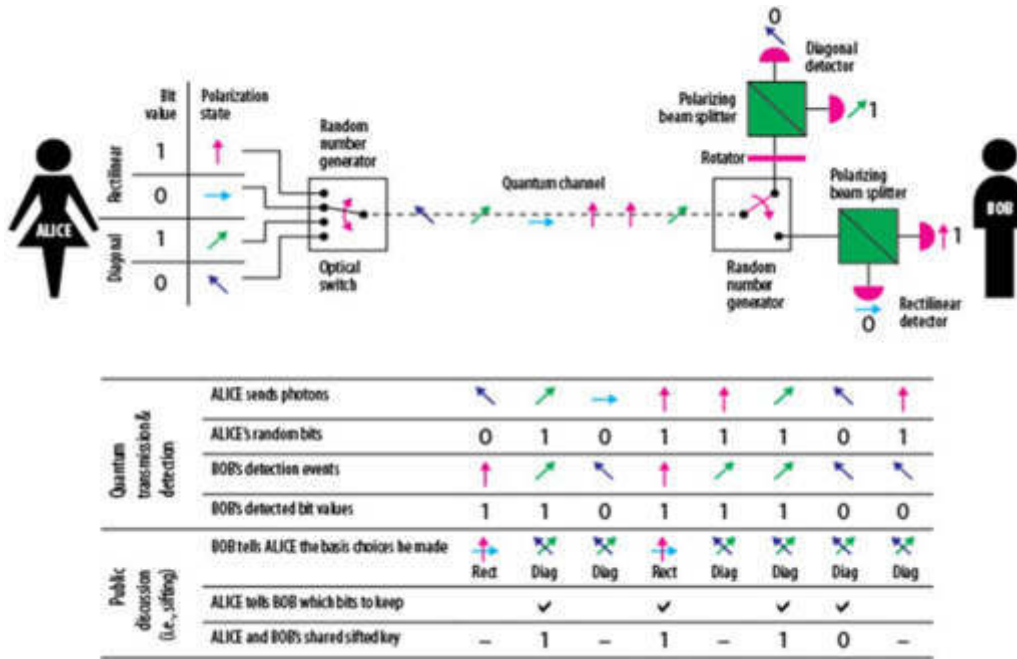 Bit value
Polarization state
Rectilinear
1
0
Diagonal
1
0
ALICE
Random number generator
Optical switch
Quantum channel
0
Diagonal detector
Polarizing beam splitter
1
Rotator
Polarizing beam splitter
1
BOB
Random number generator
0
Rectilinear detector
Quantum transmission & detection
ALICE sends photons
ALICE's random bits 0 1 0 1 1 1 0 1
BOB's detection events
BOB's detected bit values 1 1 0 1 1 1 0 0
Public discussion (i.e., sifting)
BOB tells ALICE the basis choices he made
Rect Diag Diag Rect Diag Diag Diag Diag
ALICE tells BOB which bits to keep
ALICE and BOB's shared sifted key – 1 – 1 – 1 0 –